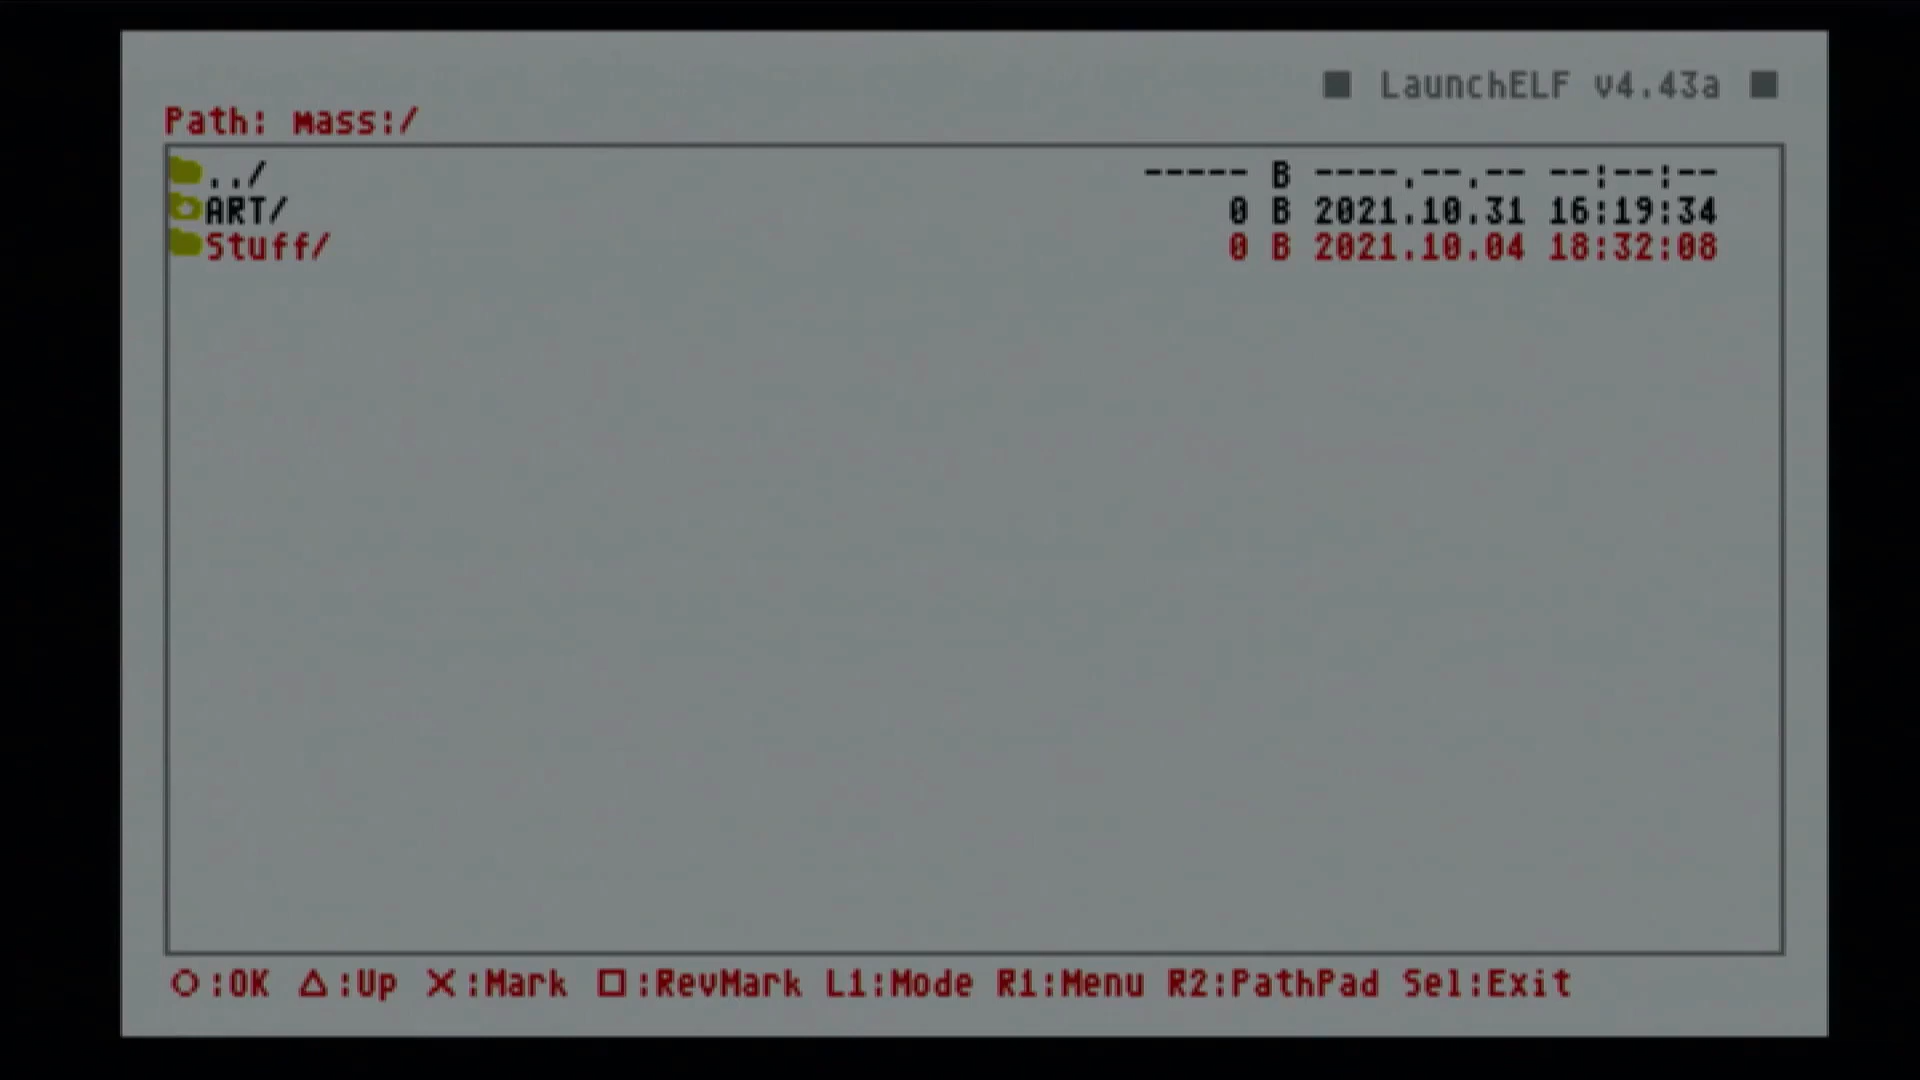 ■ LaunchELF v4.43a ■
Path: mass:/
../ ----- B ----.--.-- --:--:--
ART/ 0 B 2021.10.31 16:19:34
Stuff/ 0 B 2021.10.04 18:32:08
○:OK △:Up ✕:Mark □:RevMark L1:Mode R1:Menu R2:PathPad Sel:Exit